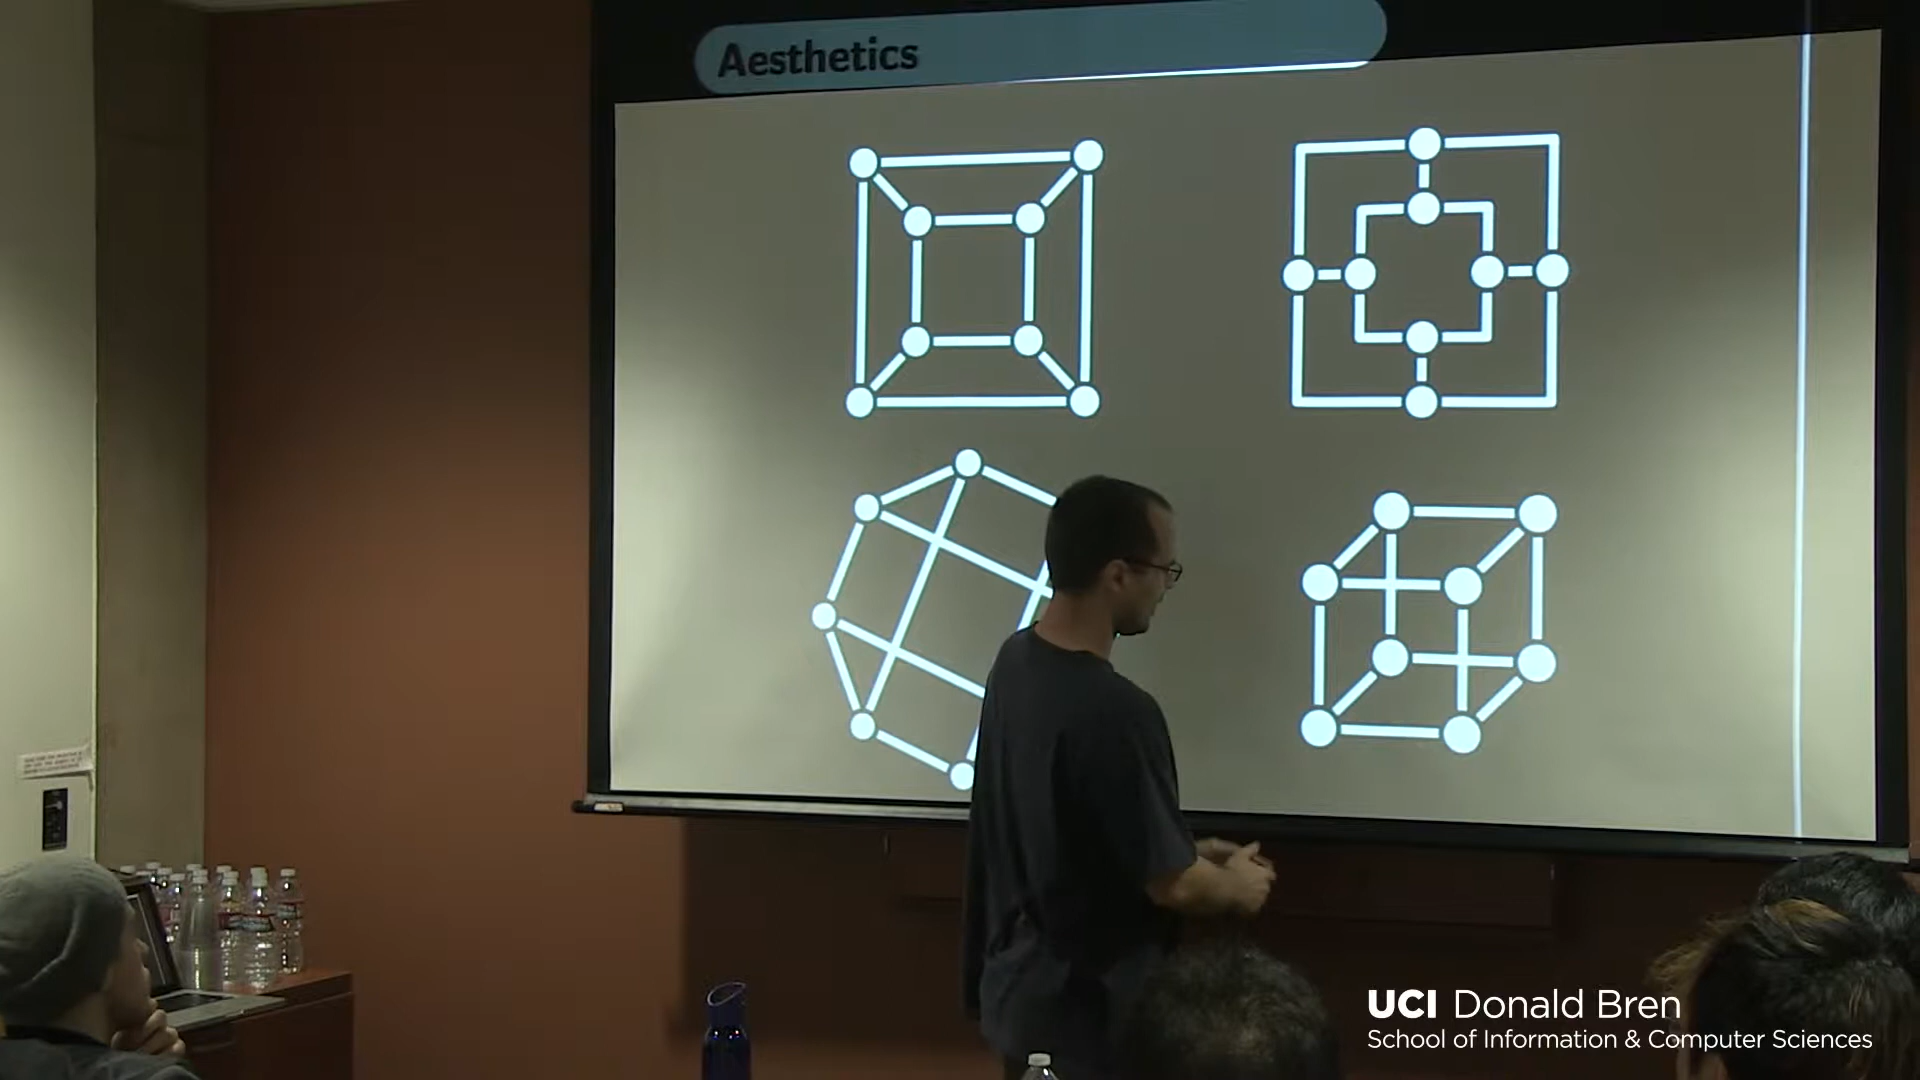 Aesthetics
UCI Donald Bren
School of Information & Computer Sciences